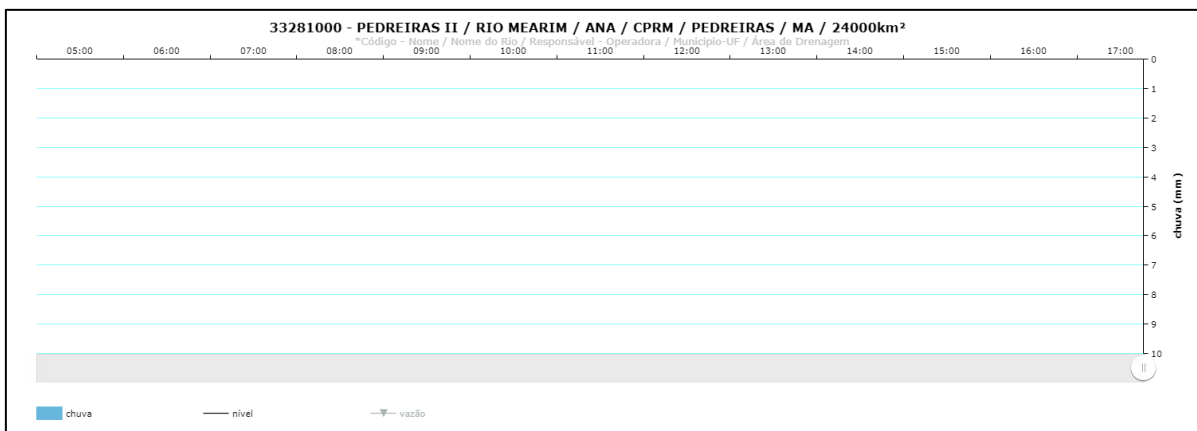 33281000 - PEDREIRAS II / RIO MEARIM / ANA / CPRM / PEDREIRAS / MA / 24000km²
*Código - Nome / Nome do Rio / Responsável - Operadora / Municipio-UF / Área de Drenagem
05:00 06:00 07:00 08:00 09:00 10:00 11:00 12:00 13:00 14:00 15:00 16:00 17:00
0
1
2
3
4
5
6
7
8
9
10
chuva (mm)
chuva nível vazão